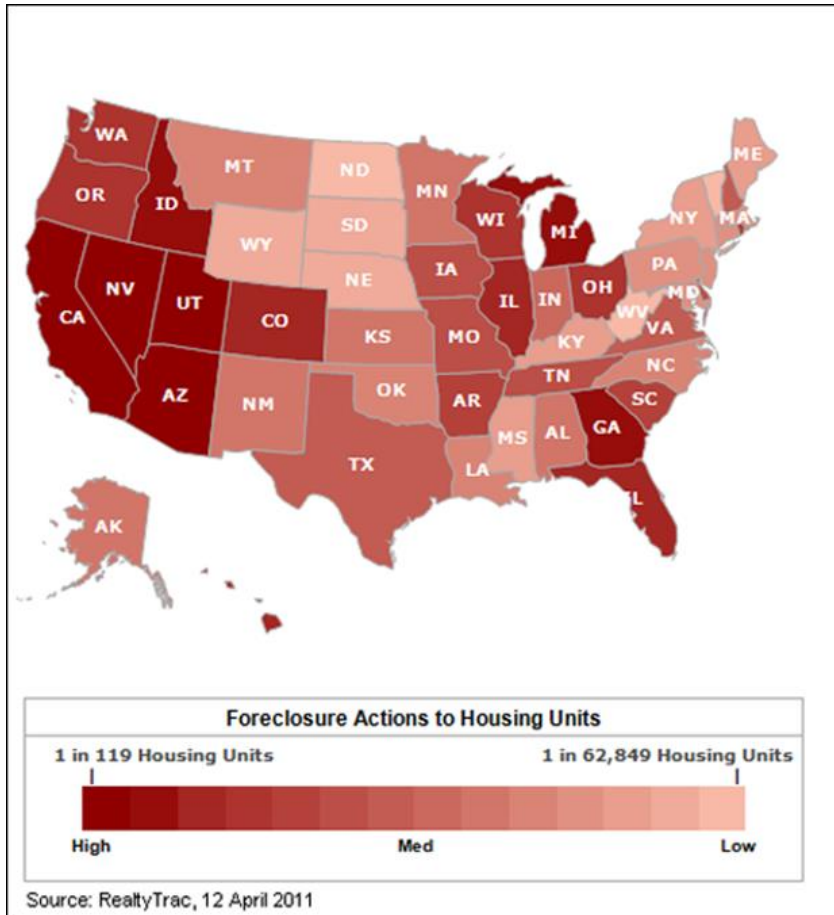 WA
MT
ND
MN
ME
OR
ID
WY
SD
WI
MI
NY
MA
NV
UT
CO
NE
IA
IL
IN
OH
PA
MD
CA
KS
MO
KY
WV
VA
AZ
NM
OK
AR
TN
NC
SC
TX
LA
MS
AL
GA
FL
AK
Foreclosure Actions to Housing Units
1 in 119 Housing Units 1 in 62,849 Housing Units
High Med Low
Source: RealtyTrac, 12 April 2011